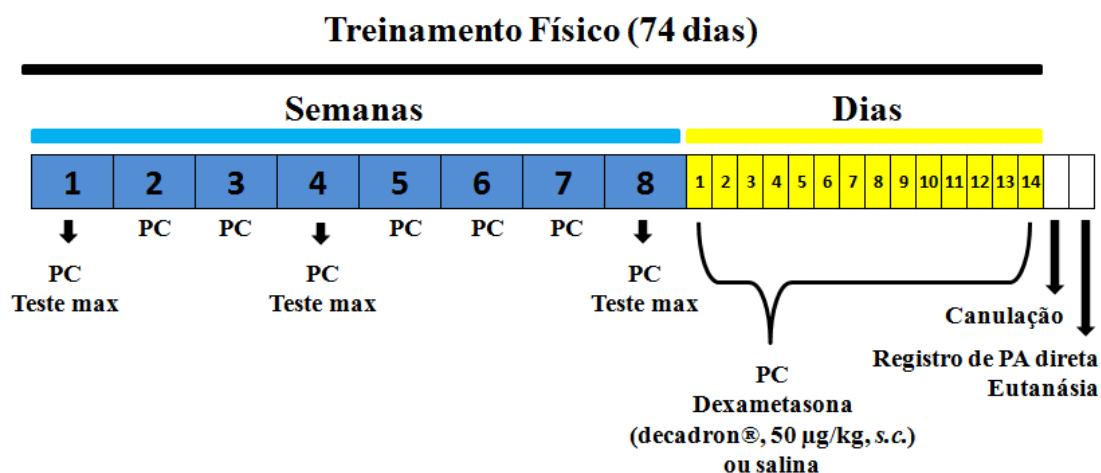 Treinamento Físico (74 dias)
Semanas
Dias
1 2 3 4 5 6 7 8 1 2 3 4 5 6 7 8 9 10 11 12 13 14
PC PC PC PC PC
PC
Teste max
PC
Teste max
PC
Teste max
PC
Dexametasona
(decadron®, 50 µg/kg, s.c.)
ou salina
Canulação
Registro de PA direta
Eutanásia